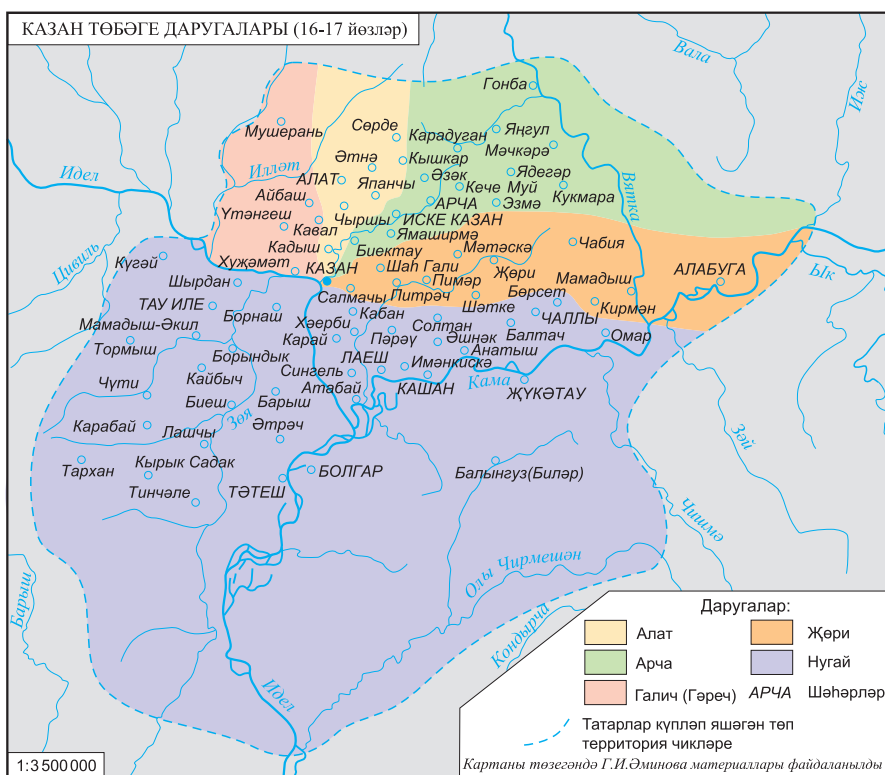 КАЗАН ТӨБӘГЕ ДАРУГАЛАРЫ (16-17 йөзләр)
Вала
Гонба
Иж
Мушерань
Сөрде
Карадуган
Яңгул
Мәчкәрә
Идел
Илләт
Әтнә
Кышкар
Вятка
АЛАТ
Әзәк
Ядегәр
Япанчы
Кече Муй
Кукмара
Айбаш
АРЧА
Эзмә
Үтәнгеш
Чыршы
ИСКЕ КАЗАН
Кавал
Ямаширмә
Цивиль
Кадыш
Биектау
Мәтәскә
Чабия
Күгәй
Хуҗәмәт
КАЗАН
Шаһ Гали
Җөри
АЛАБУГА
Ык
Шырдан
Пимәр
Мамадыш
Салмачы
Питрәч
Бөрсет
ТАУ ИЛЕ
Борнаш
Кабан
Шәтке
Кирмән
Мамадыш-Әкил
Хәерби
Солтан
ЧАЛЛЫ
Тормыш
Карай
Пәрәү
Әшнәк
Балтач
Омар
Борындык
ЛАЕШ
Анатыш
Чүти
Кайбыч
Сингель
Имәнкискә
Биеш
Барыш
Атабай
КАШАН
Кама
ҖҮКӘТАУ
Зөя
Карабай
Лашчы
Әтрәч
Зәй
Тархан
Кырык Садак
БОЛГАР
Балынгуз(Биләр)
Тинчәле
ТӘТЕШ
Чишмә
Олы Чирмешән
Барыш
Кондырча
Идел
Даругалар:
Алат
Җөри
Арча
Нугай
Галич (Гәреч)
АРЧА Шәһәрләр
Татарлар күпләп яшәгән төп
территория чикләре
1:3 500 000
Картаны төзегәндә Г.И.Әминова материаллары файдаланылды